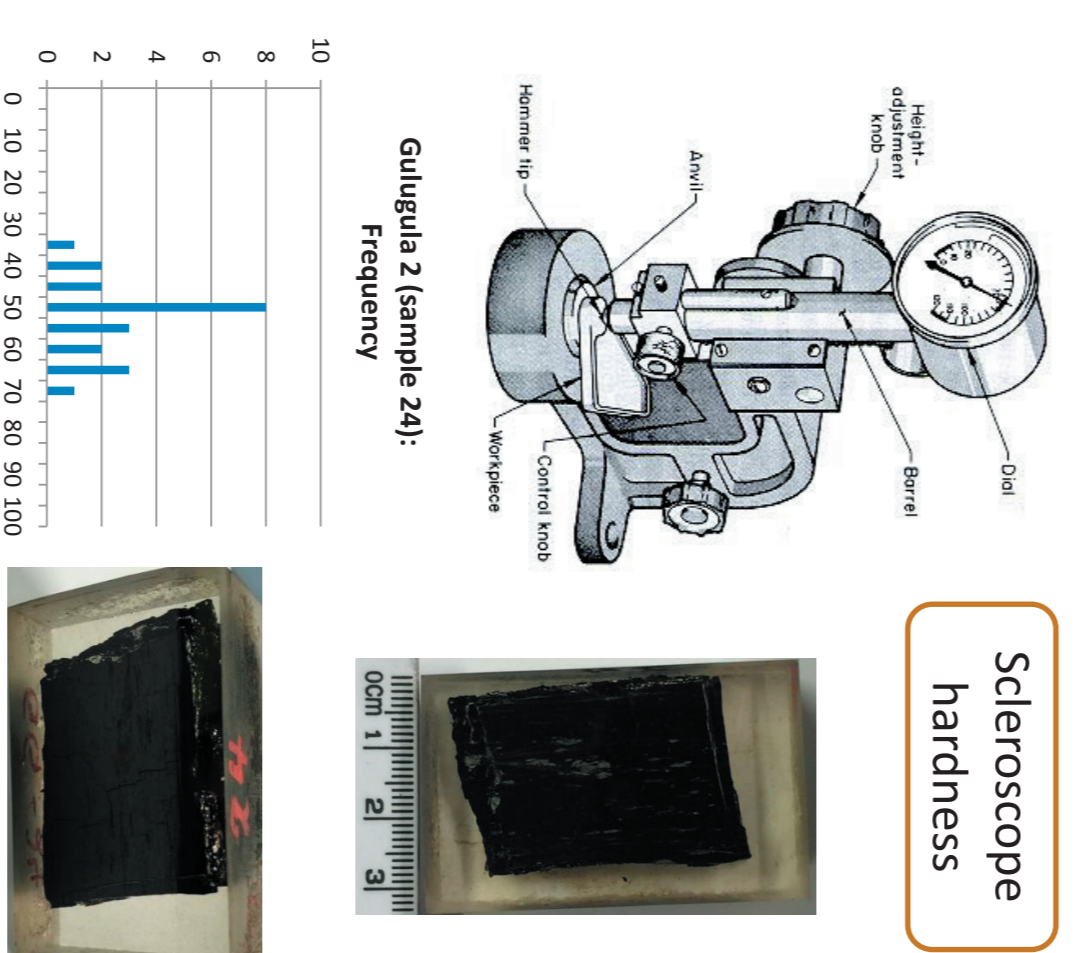 Scleroscope
hardness
Dial
Height-
adjustment
knob
Barrel
Anvil
Hammer tip
Control knob
Workpiece
Gulugula 2 (sample 24):
Frequency
10
8
6
4
2
0
0 10 20 30 40 50 60 70 80 90 100
0cm 1 2 3
24